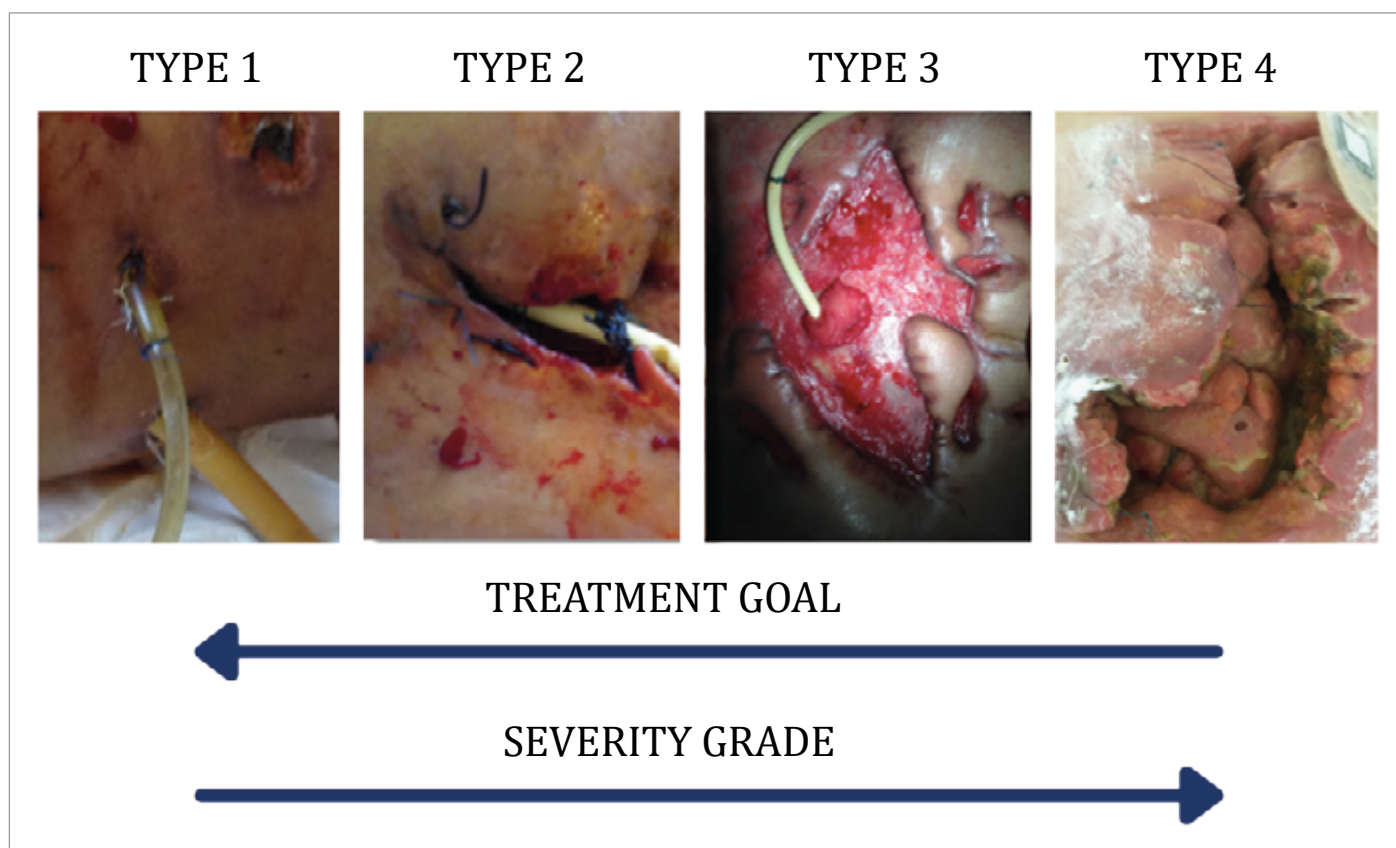 TYPE 1
TYPE 2
TYPE 3
TYPE 4
TREATMENT GOAL
SEVERITY GRADE